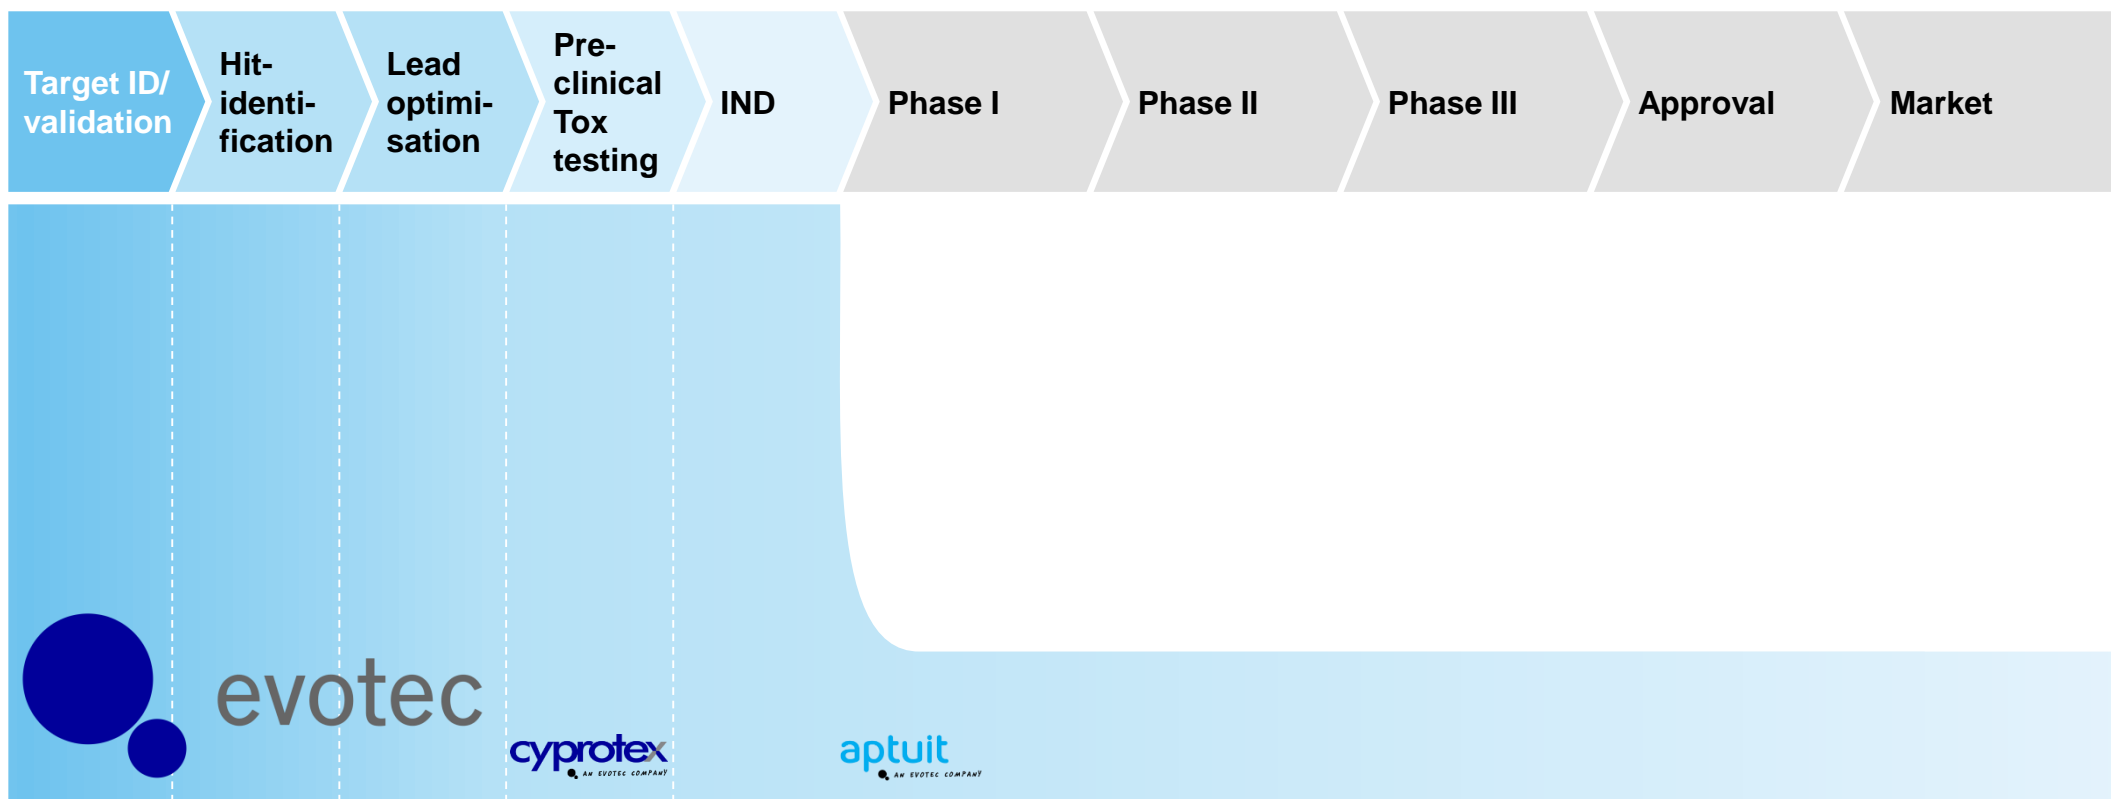 Target ID/
validation
Hit-
identi-
fication
Lead
optimi-
sation
Pre-
clinical
Tox
testing
IND
Phase I
Phase II
Phase III
Approval
Market
evotec
cyprotex
AN EVOTEC COMPANY
aptuit
AN EVOTEC COMPANY